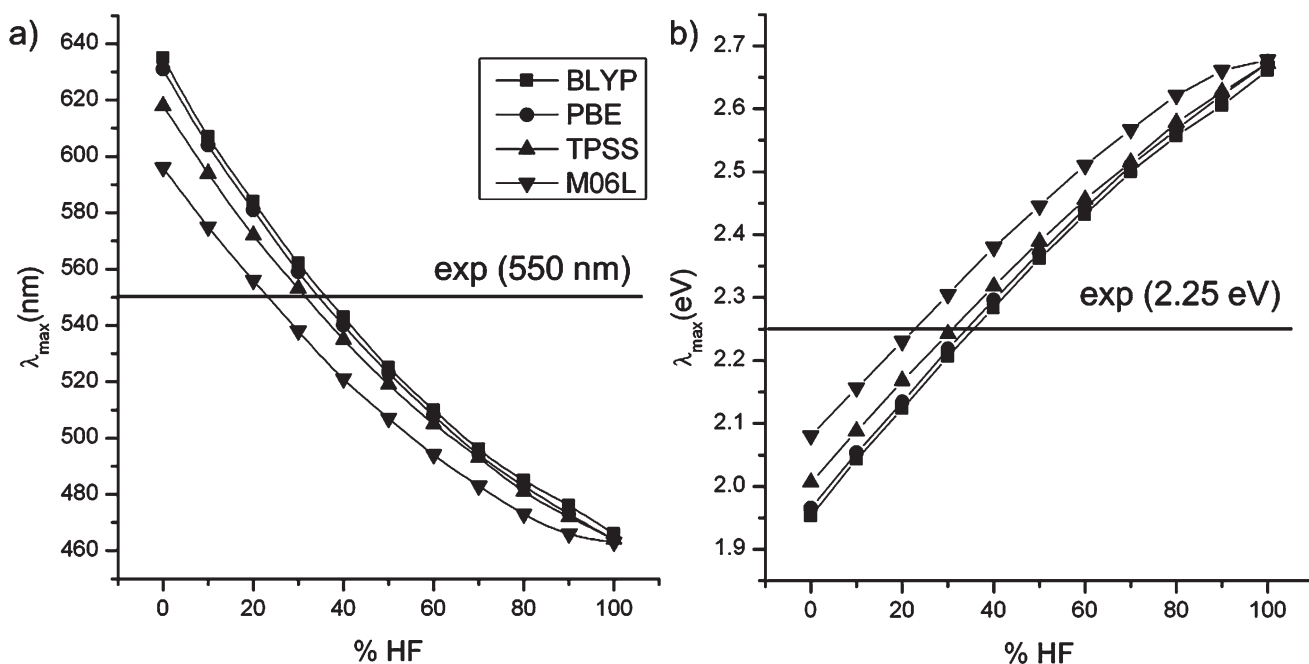 a)
640
620
600
580
560
540
520
500
480
460
λmax(nm)
0 20 40 60 80 100
% HF
BLYP
PBE
TPSS
M06L
exp (550 nm)
b)
2.7
2.6
2.5
2.4
2.3
2.2
2.1
2.0
1.9
λmax(eV)
0 20 40 60 80 100
% HF
exp (2.25 eV)